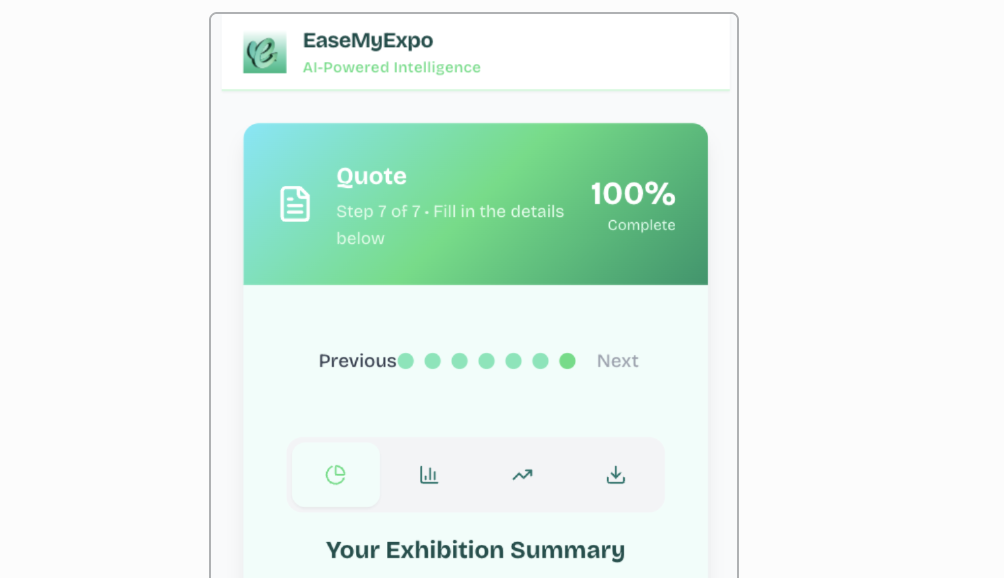 EaseMyExpo
AI-Powered Intelligence
Quote
Step 7 of 7 • Fill in the details
below
100%
Complete
Previous
Next
Your Exhibition Summary